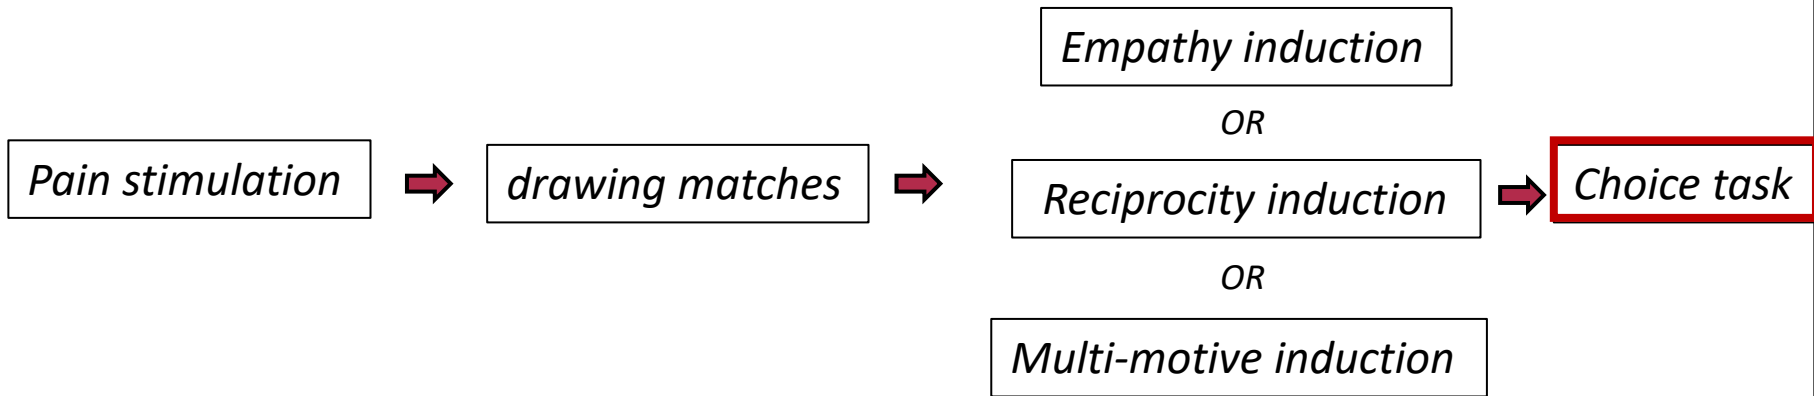 Pain stimulation
drawing matches
Empathy induction
OR
Reciprocity induction
OR
Multi-motive induction
Choice task